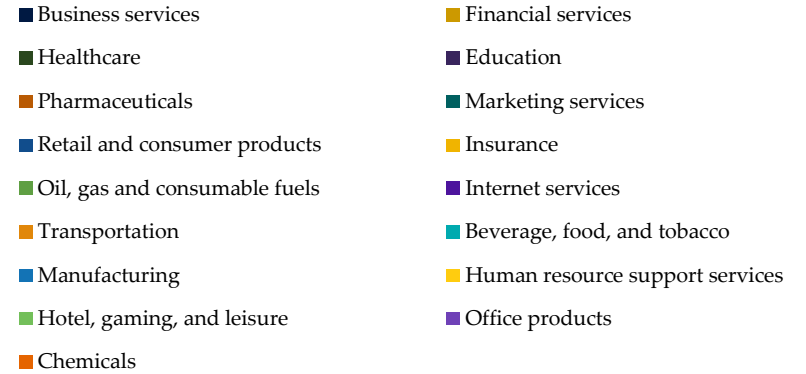 Business services
Financial services
Healthcare
Education
Pharmaceuticals
Marketing services
Retail and consumer products
Insurance
Oil, gas and consumable fuels
Internet services
Transportation
Beverage, food, and tobacco
Manufacturing
Human resource support services
Hotel, gaming, and leisure
Office products
Chemicals